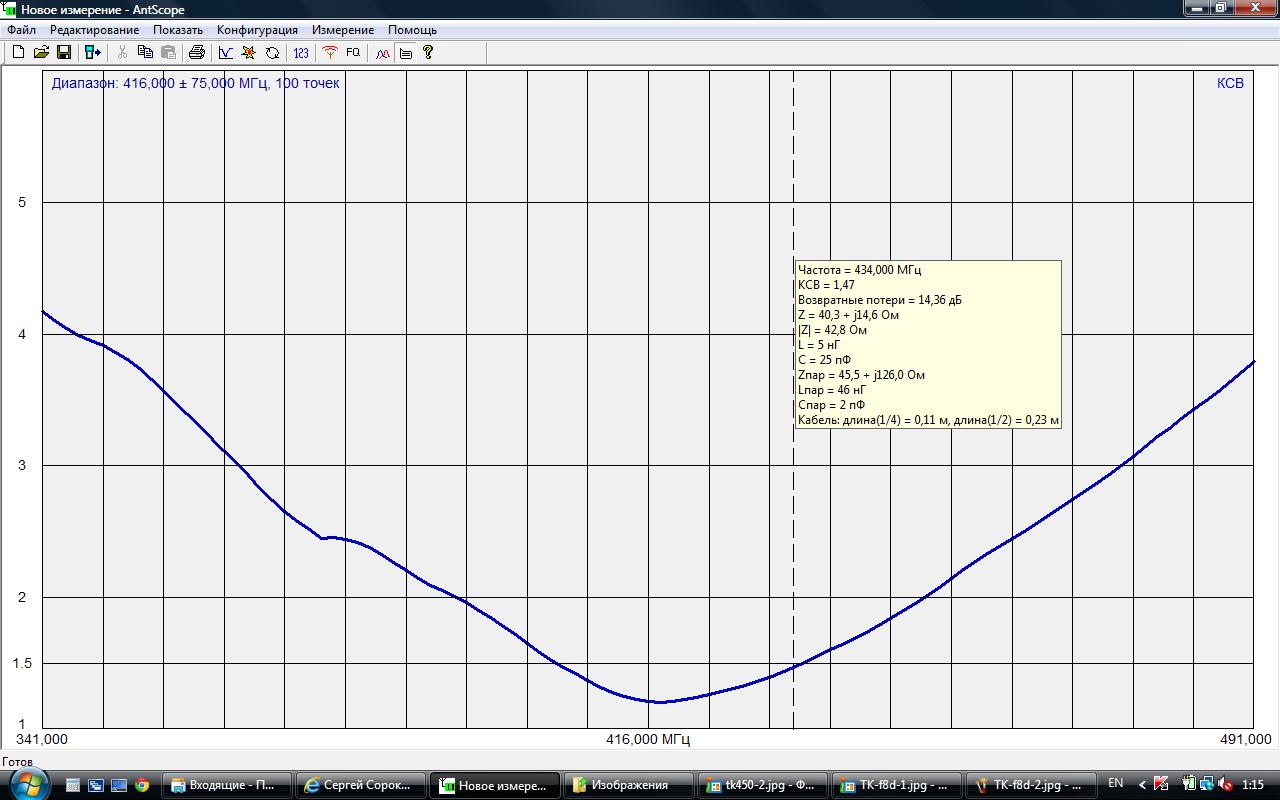 Новое измерение - AntScope
Файл Редактирование Показать Конфигурация Измерение Помощь
123 FQ
Диапазон: 416,000 ± 75,000 МГц, 100 точек
КСВ
5
4
3
2
1.5
1
Частота = 434,000 МГц
КСВ = 1,47
Возвратные потери = 14,36 дБ
Z = 40,3 + j14,6 Ом
|Z| = 42,8 Ом
L = 5 нГ
C = 25 пФ
Zпар = 45,5 + j126,0 Ом
Lпар = 46 нГ
Cпар = 2 пФ
Кабель: длина(1/4) = 0,11 м, длина(1/2) = 0,23 м
341,000
416,000 МГц
491,000
Готов
Входящие - П... Сергей Сорок... Новое измере... Изображения tk450-2.jpg - Ф... TK-f8d-1.jpg - ... TK-f8d-2.jpg - ... EN 1:15